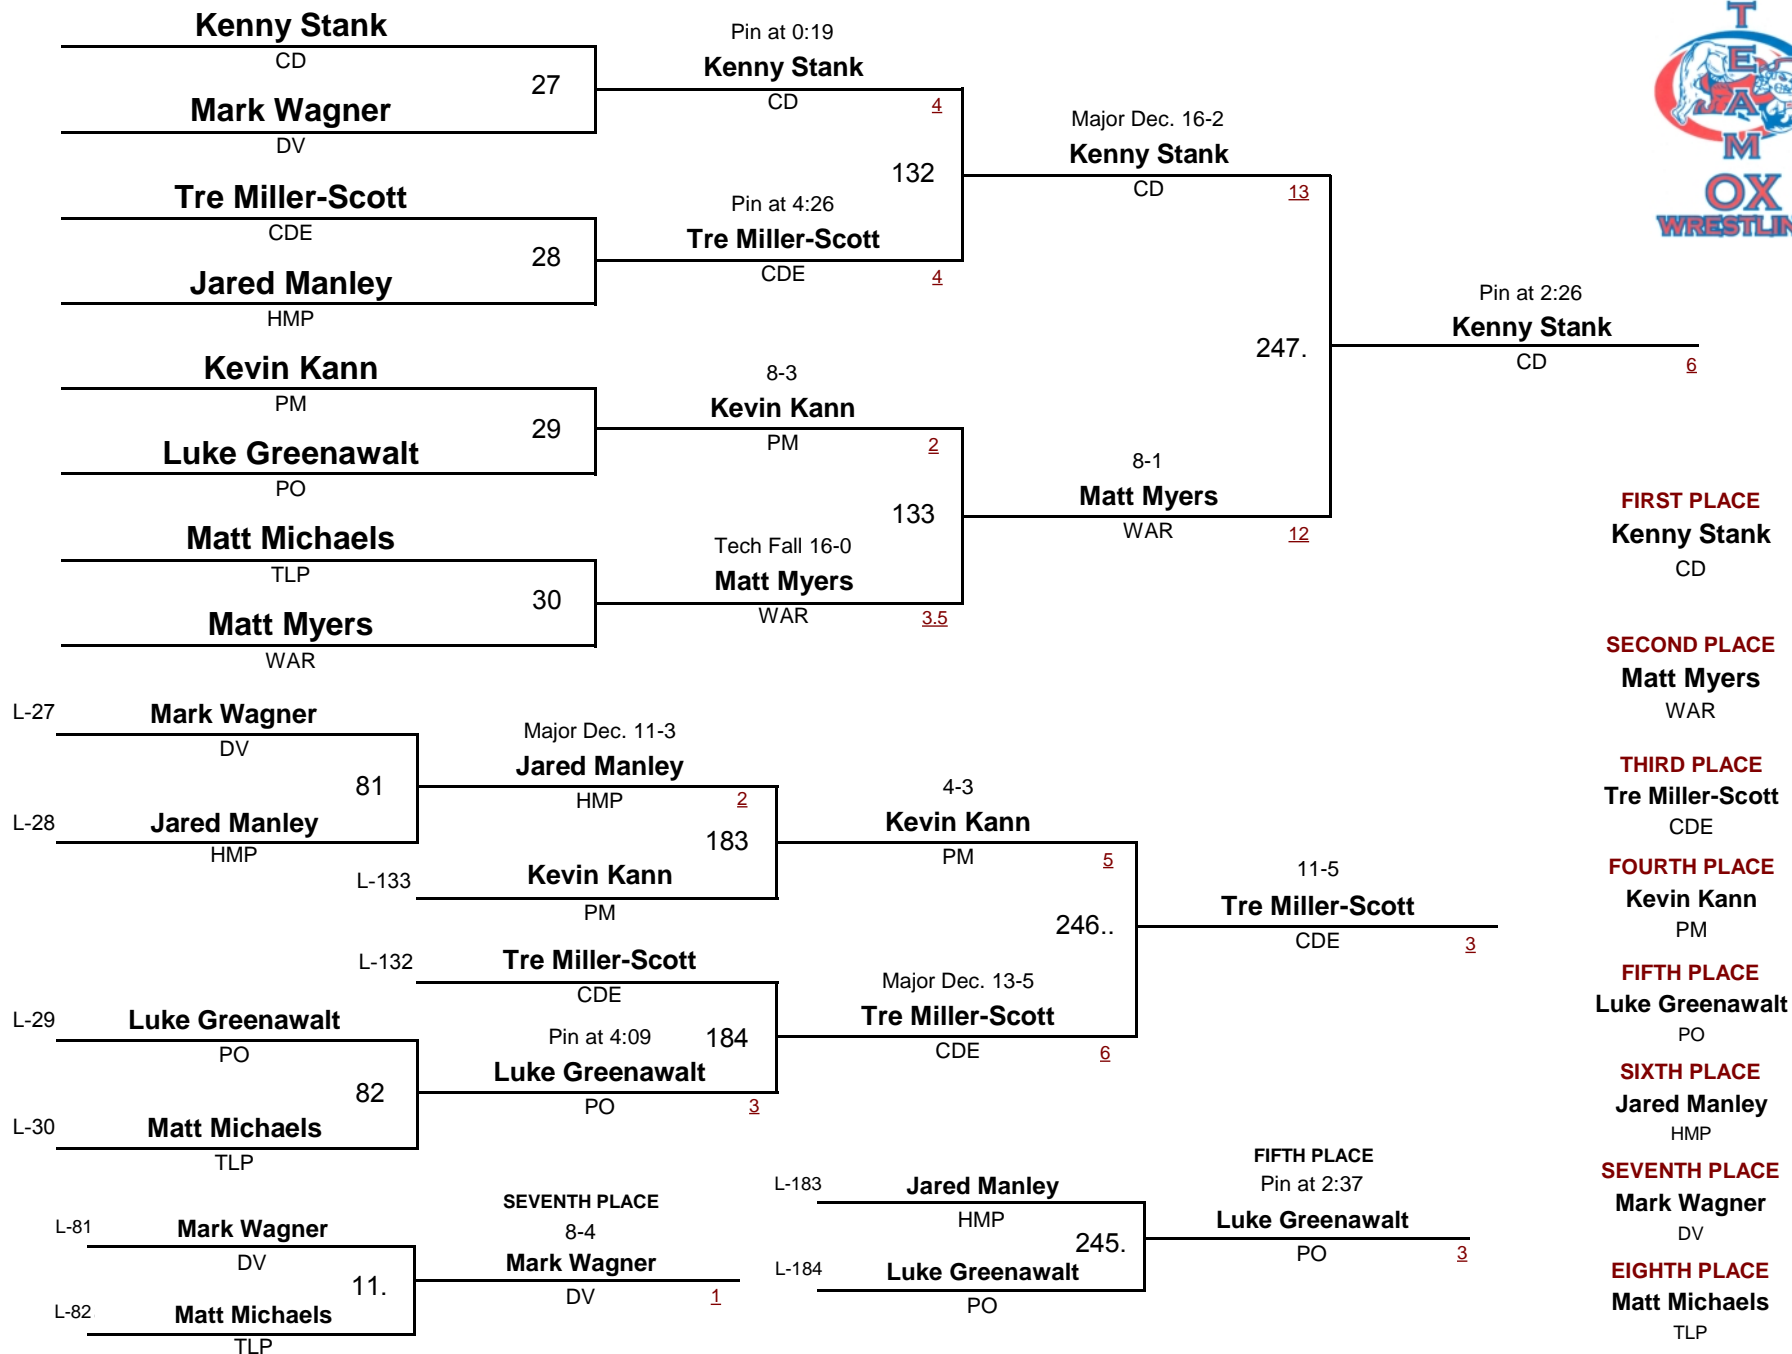 Kenny Stank
CD
27
Mark Wagner
DV
Tre Miller-Scott
CDE
28
Jared Manley
HMP
Kevin Kann
PM
29
Luke Greenawalt
PO
Matt Michaels
TLP
30
Matt Myers
WAR
Pin at 0:19
Kenny Stank
CD
4
132
Pin at 4:26
Tre Miller-Scott
CDE
4
8-3
Kevin Kann
PM
2
133
Tech Fall 16-0
Matt Myers
WAR
3.5
Major Dec. 16-2
Kenny Stank
CD
13
247.
8-1
Matt Myers
WAR
12
Pin at 2:26
Kenny Stank
CD
6
TEAM
OX
WRESTLIN
L-27
Mark Wagner
DV
81
L-28
Jared Manley
HMP
Major Dec. 11-3
Jared Manley
HMP
2
183
L-133
Kevin Kann
PM
L-132
Tre Miller-Scott
CDE
184
L-29
Luke Greenawalt
PO
82
L-30
Matt Michaels
TLP
Pin at 4:09
Luke Greenawalt
PO
3
4-3
Kevin Kann
PM
5
246..
Major Dec. 13-5
Tre Miller-Scott
CDE
6
11-5
Tre Miller-Scott
CDE
3
L-81
Mark Wagner
DV
11.
L-82
Matt Michaels
TLP
SEVENTH PLACE
8-4
Mark Wagner
DV
1
L-183
Jared Manley
HMP
245.
L-184
Luke Greenawalt
PO
FIFTH PLACE
Pin at 2:37
Luke Greenawalt
PO
3
FIRST PLACE
Kenny Stank
CD
SECOND PLACE
Matt Myers
WAR
THIRD PLACE
Tre Miller-Scott
CDE
FOURTH PLACE
Kevin Kann
PM
FIFTH PLACE
Luke Greenawalt
PO
SIXTH PLACE
Jared Manley
HMP
SEVENTH PLACE
Mark Wagner
DV
EIGHTH PLACE
Matt Michaels
TLP